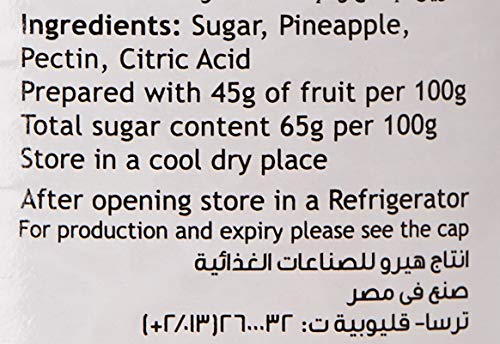 Ingredients: Sugar, Pineapple,
Pectin, Citric Acid
Prepared with 45g of fruit per 100g
Total sugar content 65g per 100g
Store in a cool dry place
After opening store in a Refrigerator
For production and expiry please see the cap
انتاج هيرو للصناعات الغذائية
صنع فى مصر
ترسا- قليوبية ت: ٣٢...٢٦(١٣/٢+)